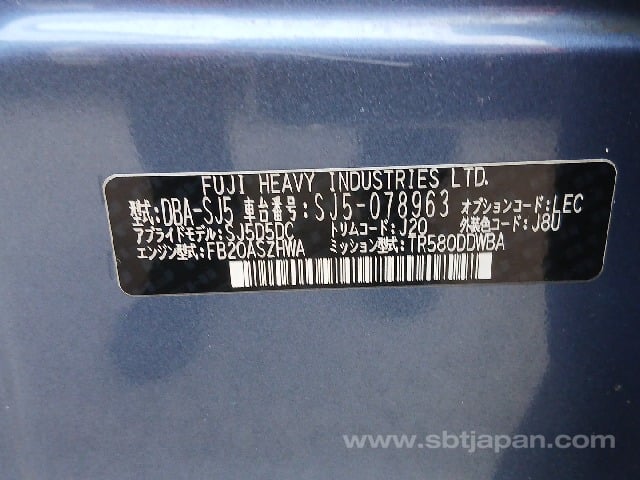 FUJI HEAVY INDUSTRIES LTD.
型式:DBA-SJ5 車台番号:SJ5-078963 オプションコード:LEC
アプライドモデル:SJ5D5DC トリムコード:J20 外装色コード:J8U
エンジン型式:FB20ASZHWA ミッション型式:TR580DDWBA
www.sbtjapan.com